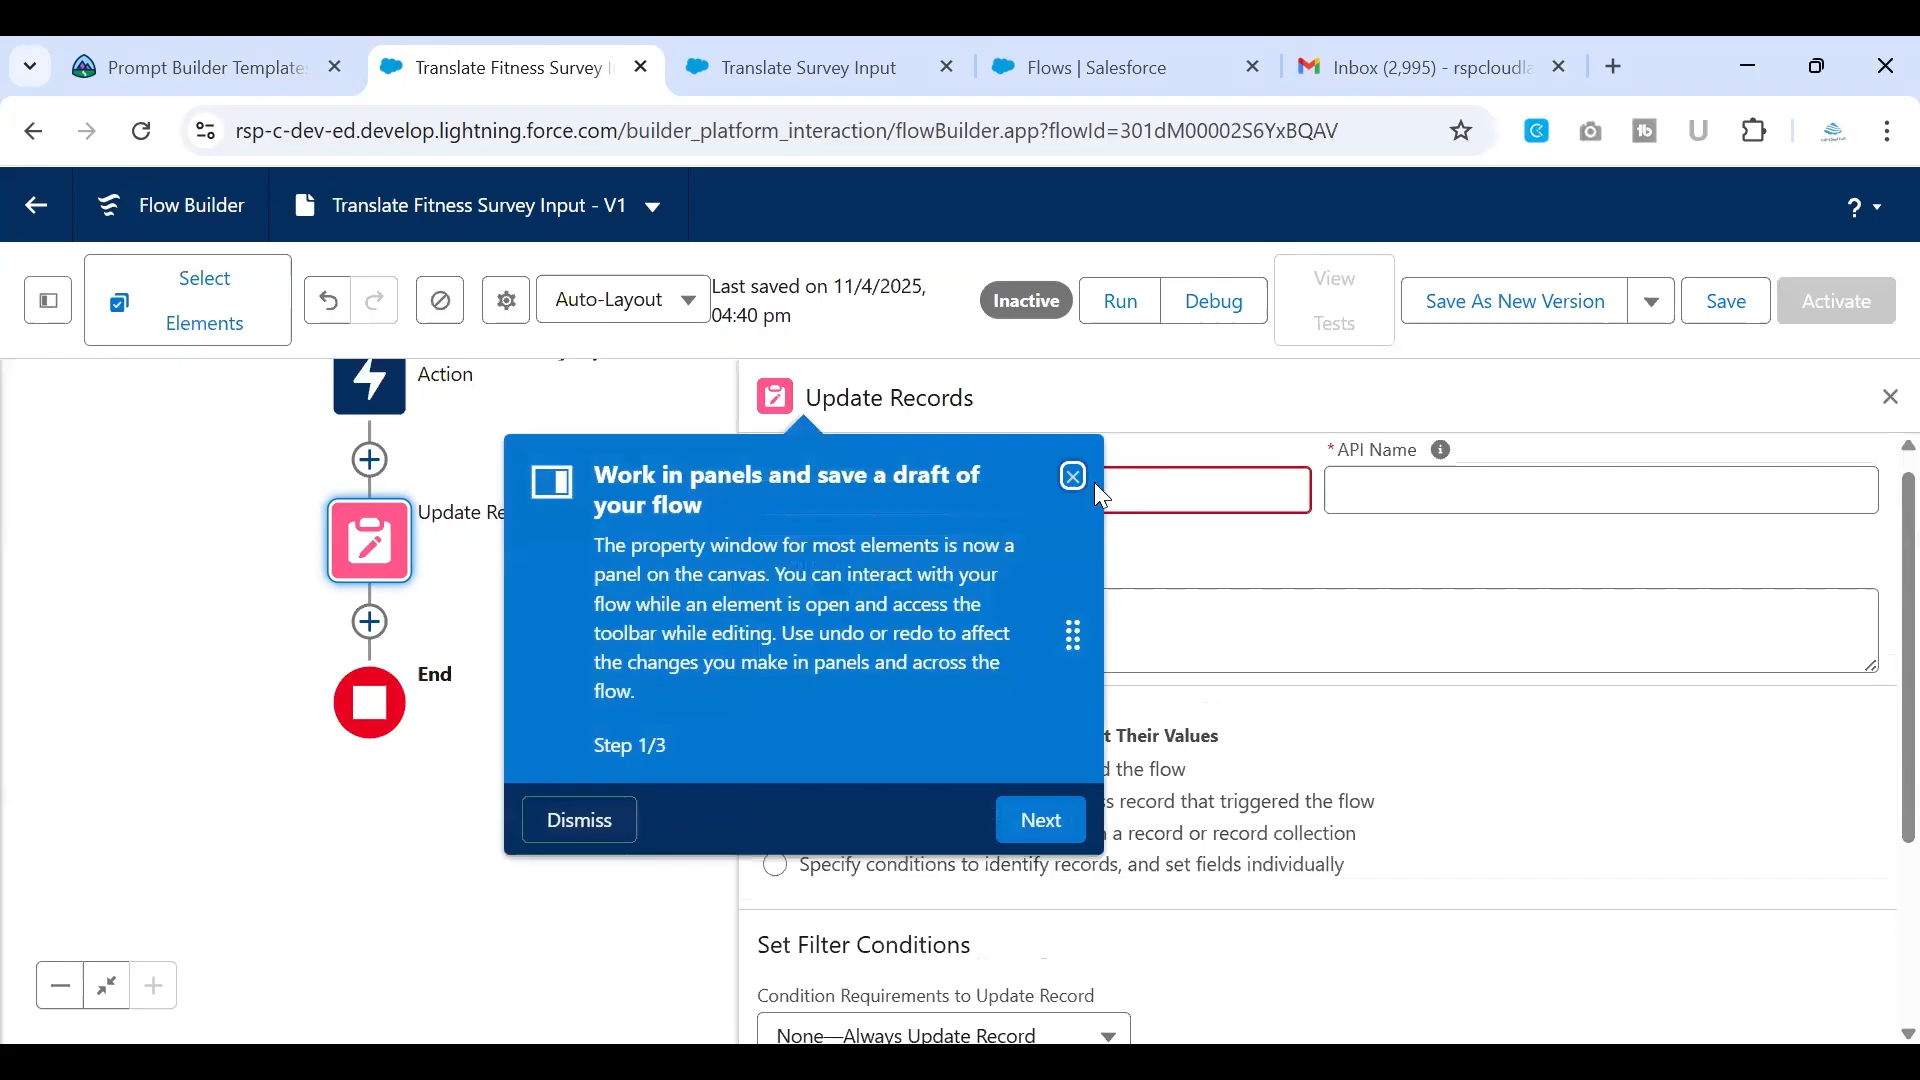 Prompt Builder Template
Translate Fitness Survey I
Translate Survey Input
Flows | Salesforce
Inbox (2,995) - rspcloudla
rsp-c-dev-ed.develop.lightning.force.com/builder_platform_interaction/flowBuilder.app?flowId=301dM00002S6YxBQAV
Flow Builder
Translate Fitness Survey Input - V1
?
Select
Elements
Auto-Layout
Last saved on 11/4/2025,
04:40 pm
Inactive
Run
Debug
View
Tests
Save As New Version
Save
Activate
Action
Update Re
End
Update Records
*API Name
Work in panels and save a draft of
your flow
The property window for most elements is now a
panel on the canvas. You can interact with your
flow while an element is open and access the
toolbar while editing. Use undo or redo to affect
the changes you make in panels and across the
flow.
Step 1/3
Dismiss
Next
t Their Values
d the flow
s record that triggered the flow
a record or record collection
Specify conditions to identify records, and set fields individually
Set Filter Conditions
Condition Requirements to Update Record
None—Always Update Record